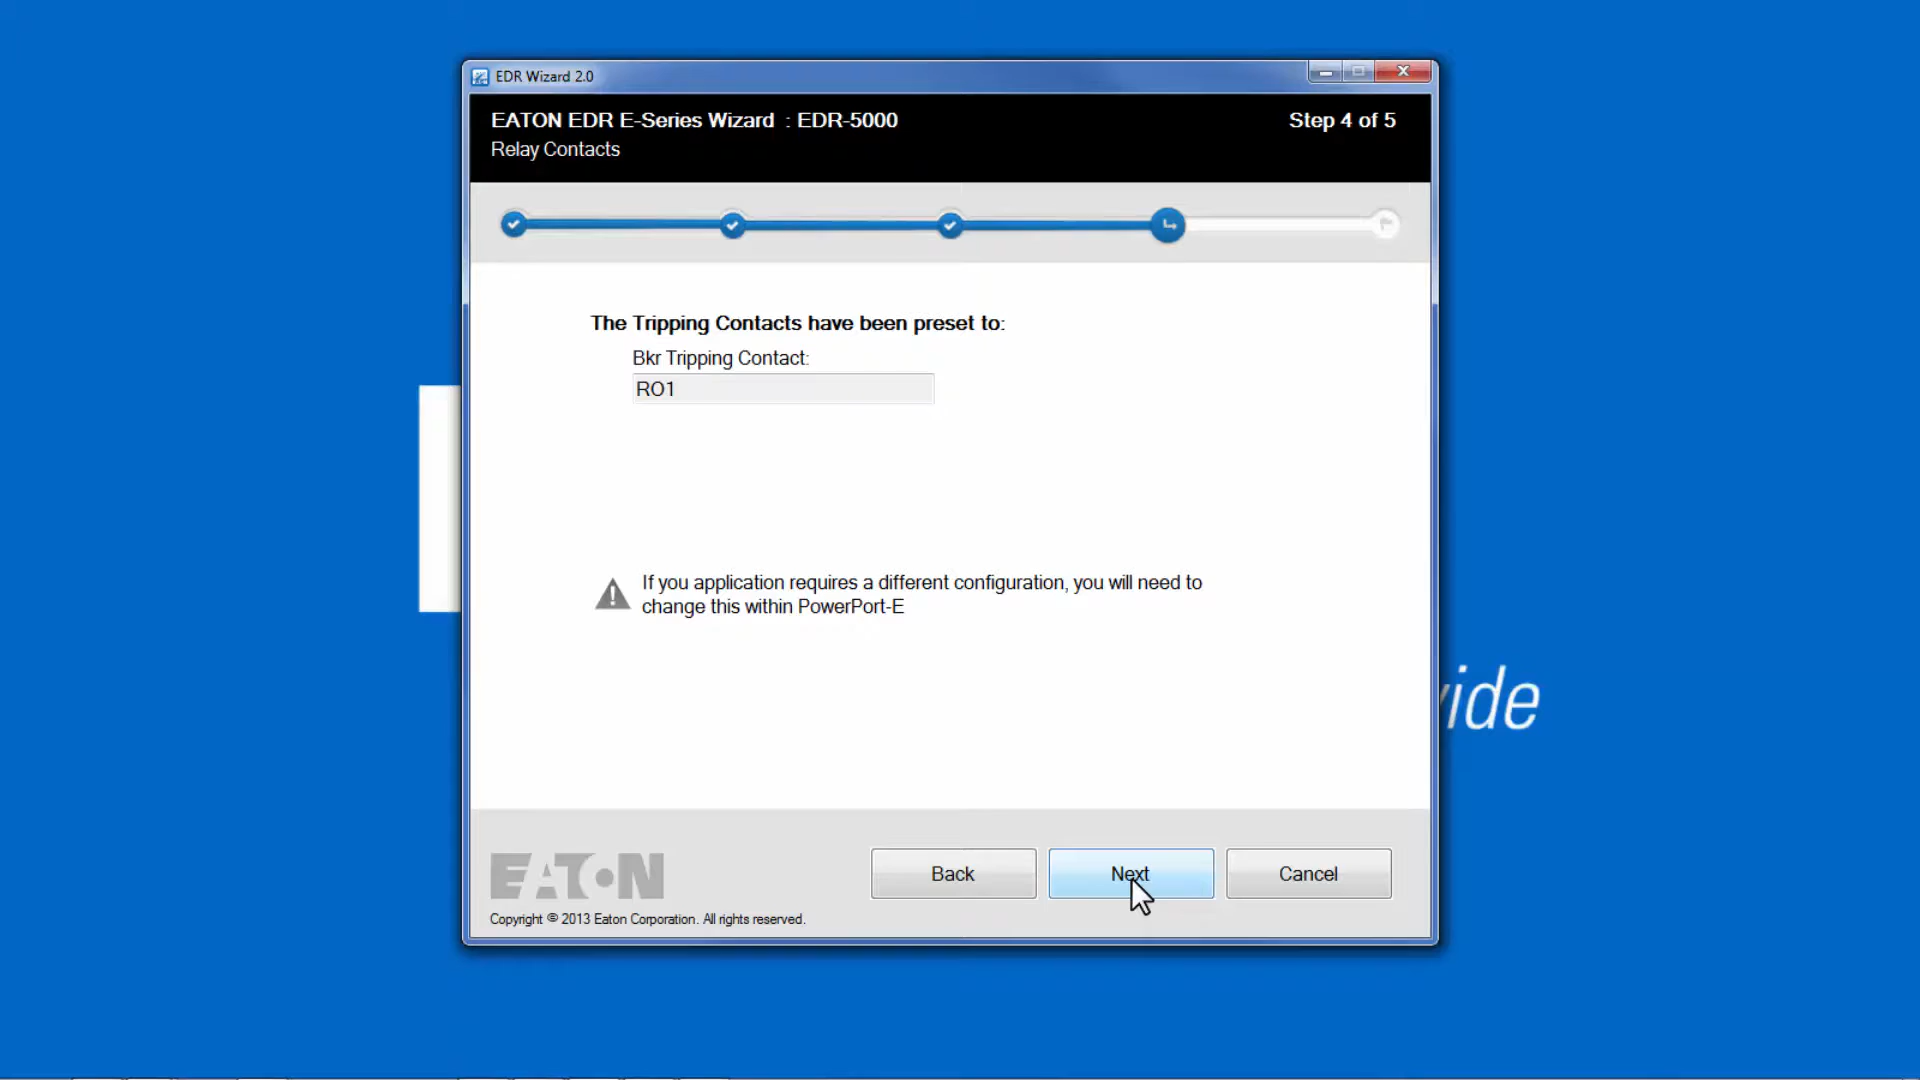 EDR Wizard 2.0
EATON EDR E-Series Wizard : EDR-5000
Step 4 of 5
Relay Contacts
The Tripping Contacts have been preset to:
Bkr Tripping Contact:
RO1
If you application requires a different configuration, you will need to
change this within PowerPort-E
Back
Next
Cancel
EATON
Copyright © 2013 Eaton Corporation. All rights reserved.